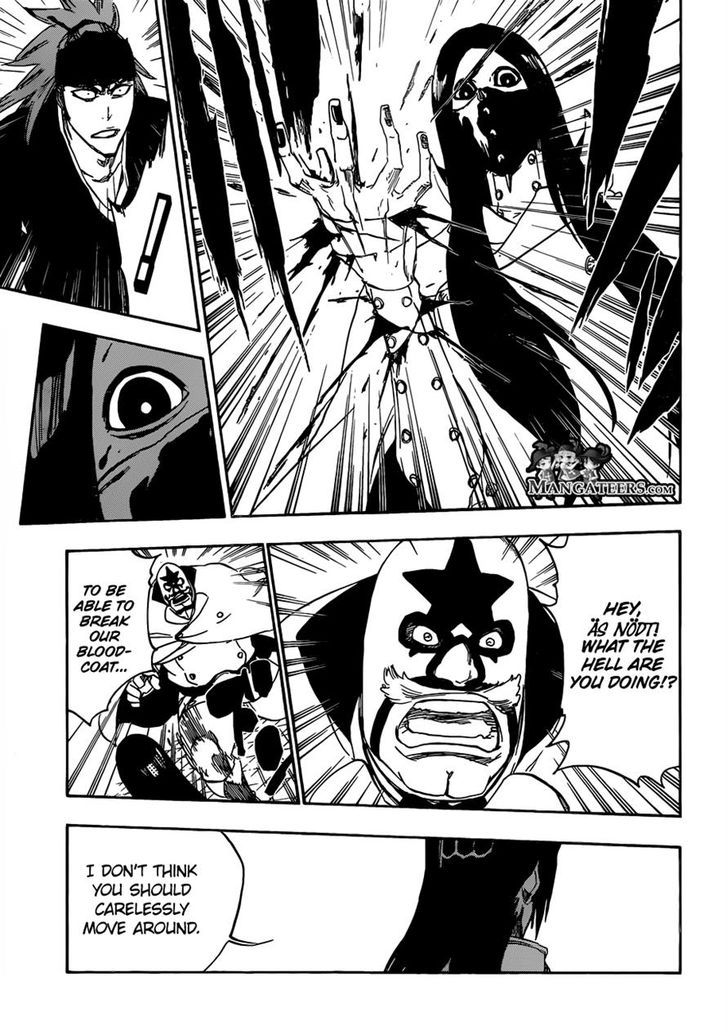 !
MANGATEERS.COM
HEY,
ÄS NÖDT!
WHAT THE
HELL ARE
YOU DOING!?
TO BE
ABLE TO
BREAK
OUR
BLOOD-
COAT...
I DON'T THINK
YOU SHOULD
CARELESSLY
MOVE AROUND.